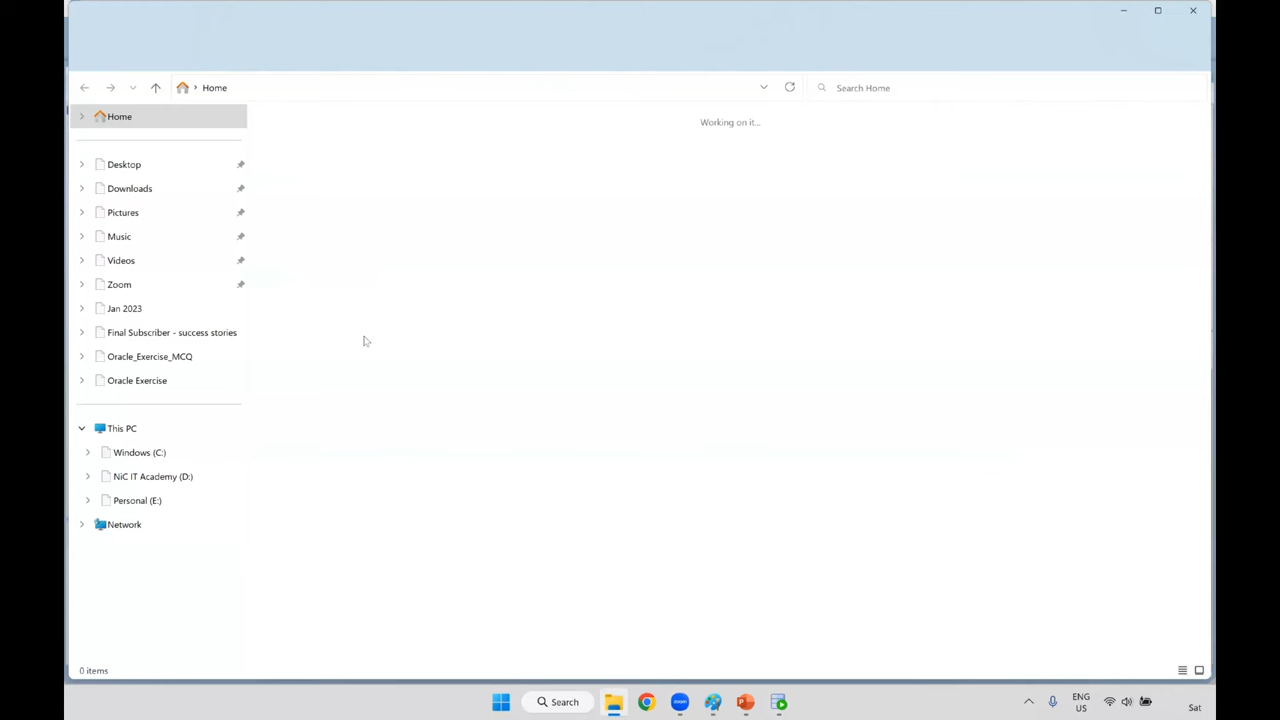 Home
Search Home
Home
Working on it...
Desktop
Downloads
Pictures
Music
Videos
Zoom
Jan 2023
Final Subscriber - success stories
Oracle_Exercise_MCQ
Oracle Exercise
This PC
Windows (C:)
NiC IT Academy (D:)
Personal (E:)
Network
0 items
Search
zoom
ENG
US
Sat